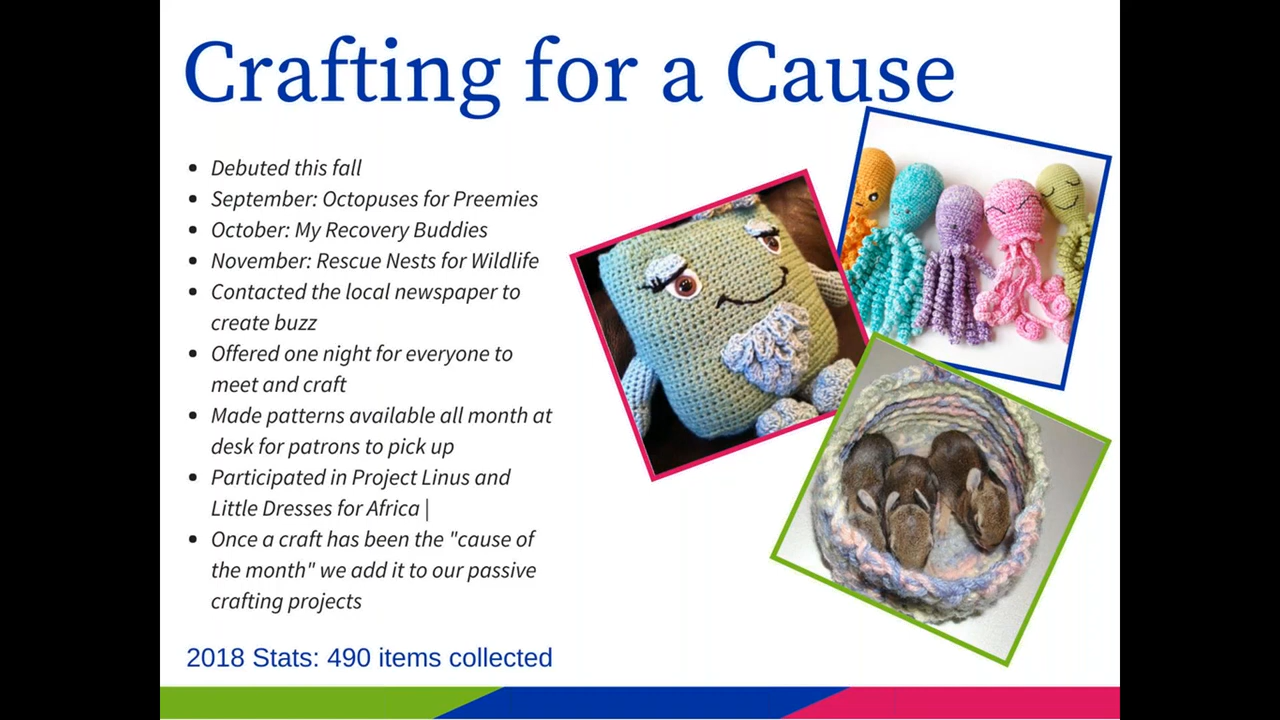 Crafting for a Cause
• Debuted this fall
• September: Octopuses for Preemies
• October: My Recovery Buddies
• November: Rescue Nests for Wildlife
• Contacted the local newspaper to
create buzz
• Offered one night for everyone to
meet and craft
• Made patterns available all month at
desk for patrons to pick up
• Participated in Project Linus and
Little Dresses for Africa |
• Once a craft has been the "cause of
the month" we add it to our passive
crafting projects
2018 Stats: 490 items collected